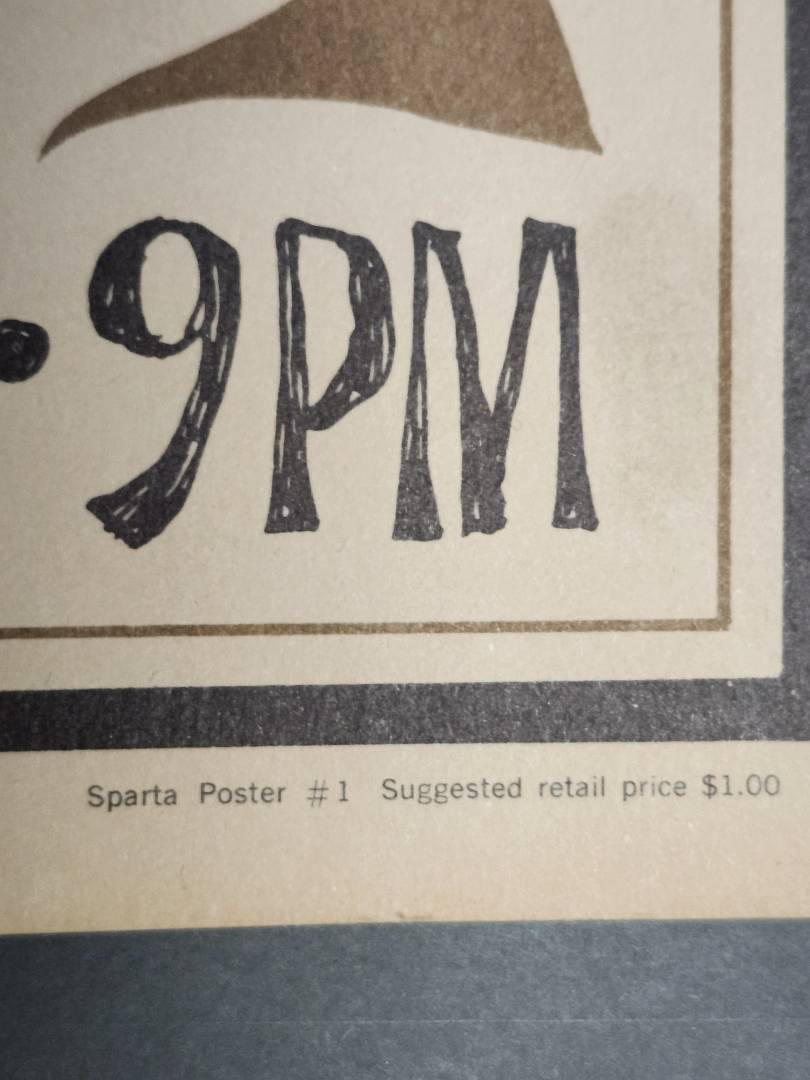 ·9PM
Sparta Poster #1 Suggested retail price $1.00